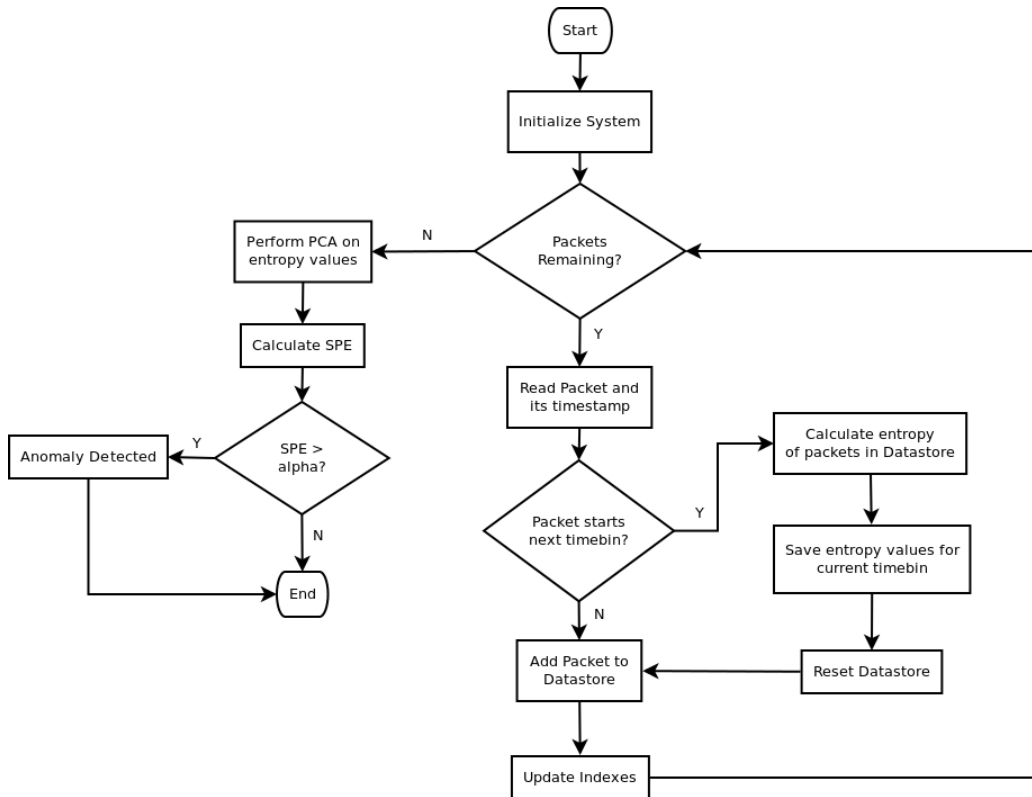 Start
Initialize System
Packets
Remaining?
N
Y
Perform PCA on
entropy values
Calculate SPE
SPE >
alpha?
Y
N
Anomaly Detected
End
Read Packet and
its timestamp
Packet starts
next timebin?
Y
N
Calculate entropy
of packets in Datastore
Save entropy values for
current timebin
Reset Datastore
Add Packet to
Datastore
Update Indexes